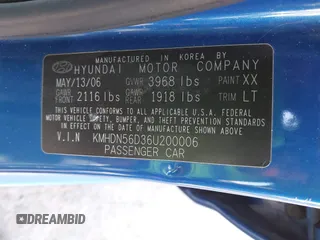 MANUFACTURED IN KOREA BY
HYUNDAI MOTOR COMPANY
MAY/13/06 GVWR 3968 lbs PAINT XX
GAWR FRONT 2116 lbs GAWR REAR 1918 lbs TRIM LT
THIS VEHICLE CONFORMS TO ALL APPLICABLE U.S. FEDERAL
MOTOR VEHICLE SAFETY, BUMPER, AND THEFT PREVENTION
STANDARDS IN EFFECT ON THE DATE OF MANUFACTURE
SHOWN ABOVE.
V.I.N KMHDN56D36U200006
PASSENGER CAR
DREAMBID